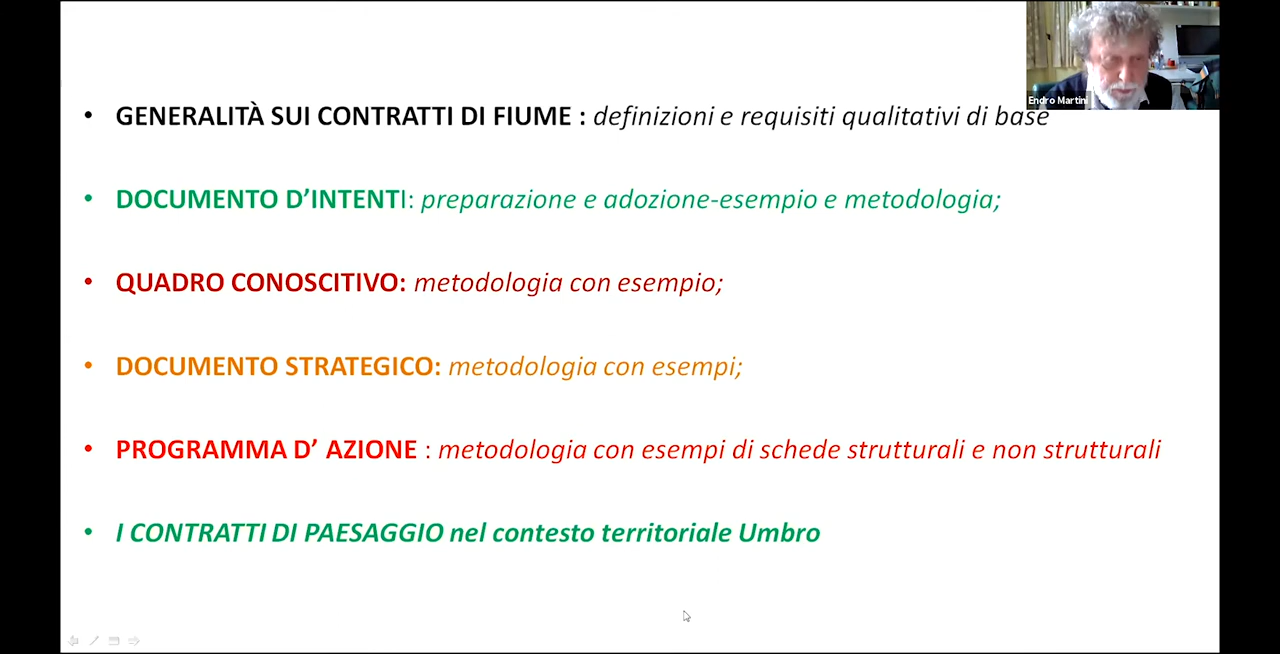 Endro Martini
• GENERALITÀ SUI CONTRATTI DI FIUME : definizioni e requisiti qualitativi di base
• DOCUMENTO D’INTENTI: preparazione e adozione-esempio e metodologia;
• QUADRO CONOSCITIVO: metodologia con esempio;
• DOCUMENTO STRATEGICO: metodologia con esempi;
• PROGRAMMA D’ AZIONE : metodologia con esempi di schede strutturali e non strutturali
• I CONTRATTI DI PAESAGGIO nel contesto territoriale Umbro